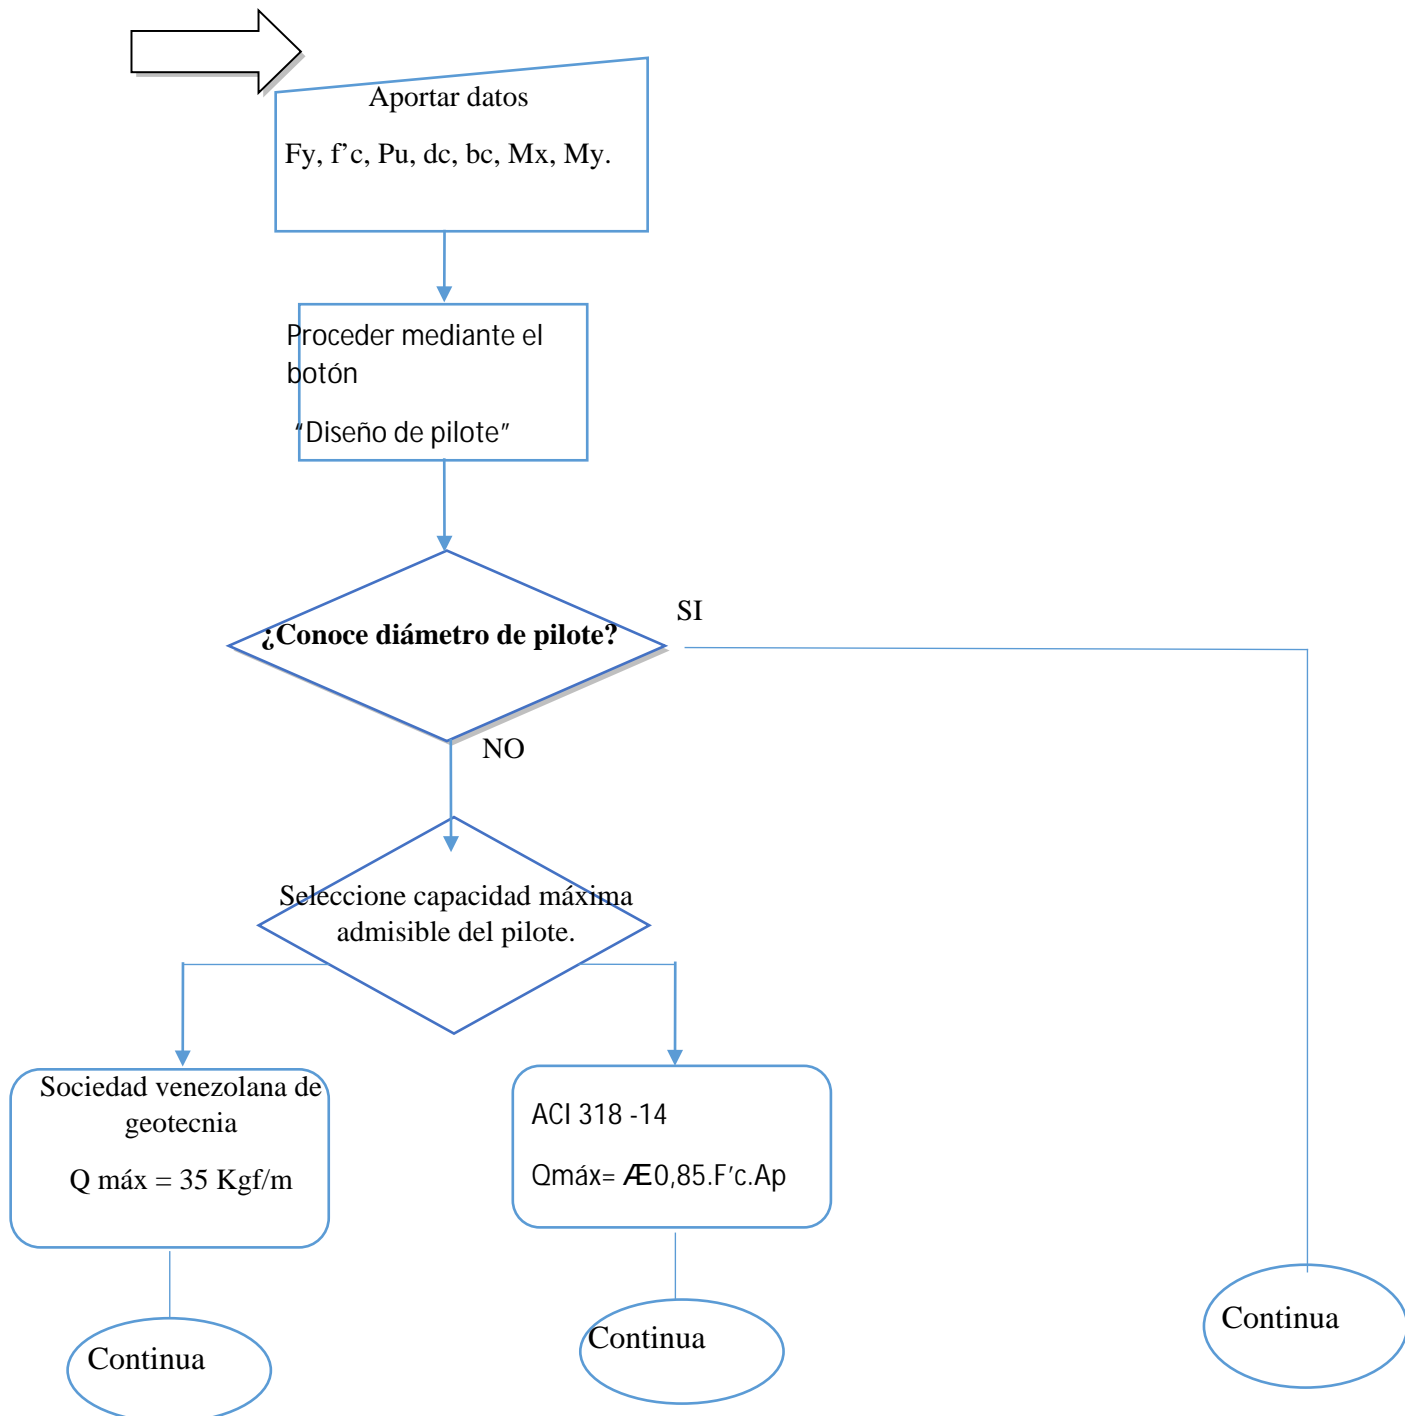 Aportar datos
Fy, f’c, Pu, dc, bc, Mx, My.
Proceder mediante el
botón
“Diseño de pilote”
¿Conoce diámetro de pilote?
SI
NO
Seleccione capacidad máxima
admisible del pilote.
Sociedad venezolana de
geotecnia
Q máx = 35 Kgf/m
ACI 318 -14
Qmáx= Æ0,85.F’c.Ap
Continua
Continua
Continua